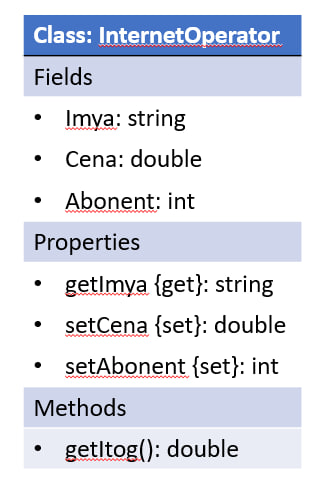 Class: InternetOperator
Fields
• Imya: string
• Cena: double
• Abonent: int
Properties
• getImya {get}: string
• setCena {set}: double
• setAbonent {set}: int
Methods
• getItog(): double